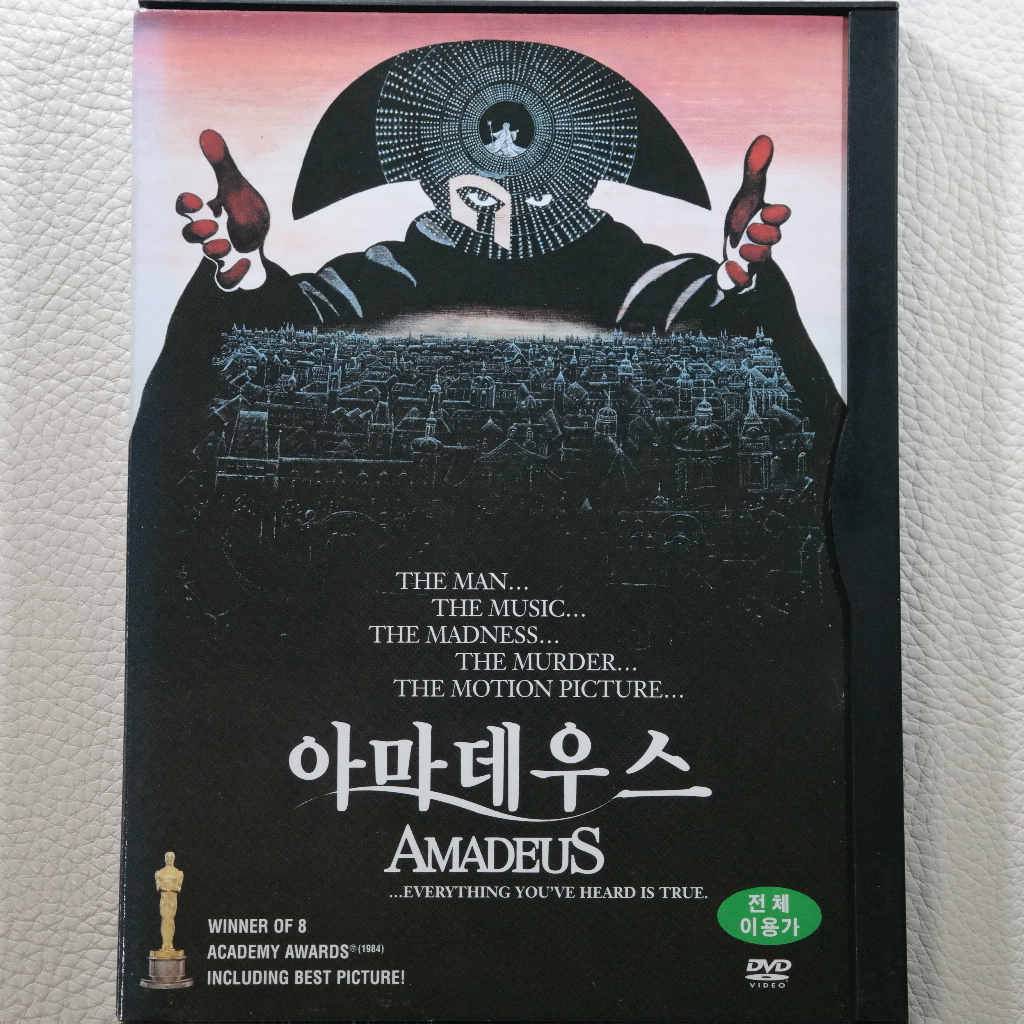 THE MAN...
THE MUSIC...
THE MADNESS...
THE MURDER...
THE MOTION PICTURE...
아마데우스
AMADEUS
...EVERYTHING YOU'VE HEARD IS TRUE.
WINNER OF 8
ACADEMY AWARDS® (1984)
INCLUDING BEST PICTURE!
전체
이용가
DVD
VIDEO